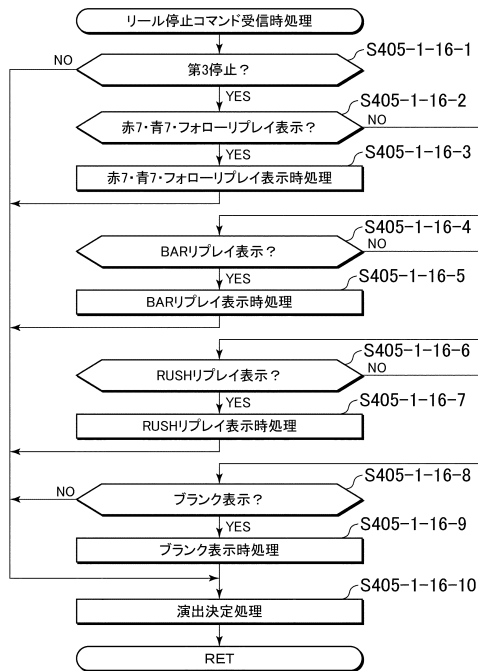 リール停止コマンド受信時処理
S405-1-16-1
NO
第3停止？
YES
S405-1-16-2
赤7・青7・フォローリプレイ表示？
NO
YES
S405-1-16-3
赤7・青7・フォローリプレイ表示時処理
S405-1-16-4
BARリプレイ表示？
NO
YES
S405-1-16-5
BARリプレイ表示時処理
S405-1-16-6
RUSHリプレイ表示？
NO
YES
S405-1-16-7
RUSHリプレイ表示時処理
S405-1-16-8
NO
ブランク表示？
YES
S405-1-16-9
ブランク表示時処理
S405-1-16-10
演出決定処理
RET